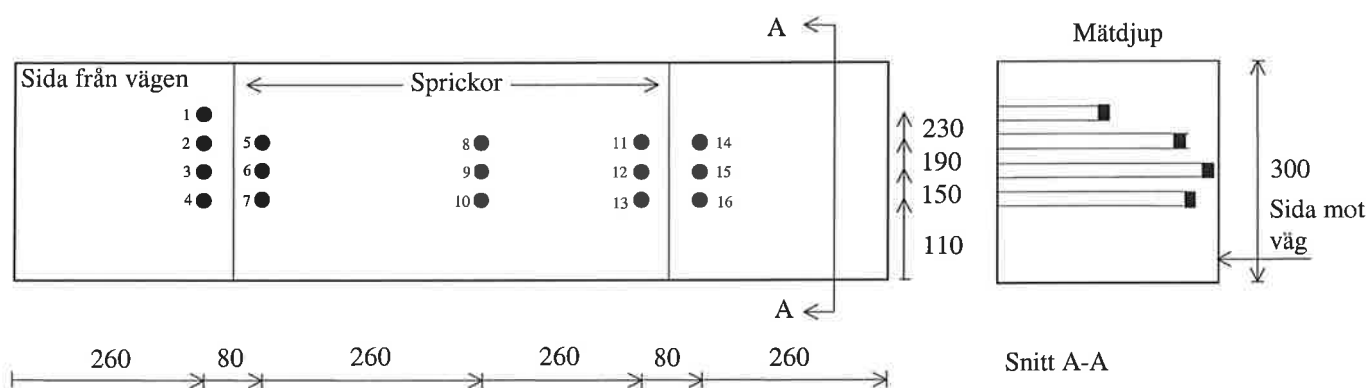 A
Mätdjup
Sida från vägen
Sprickor
1
2 5 8 11 14
3 6 9 12 15
4 7 10 13 16
230
190
150
110
300
Sida mot
väg
A
260 80 260 260 80 260
Snitt A-A